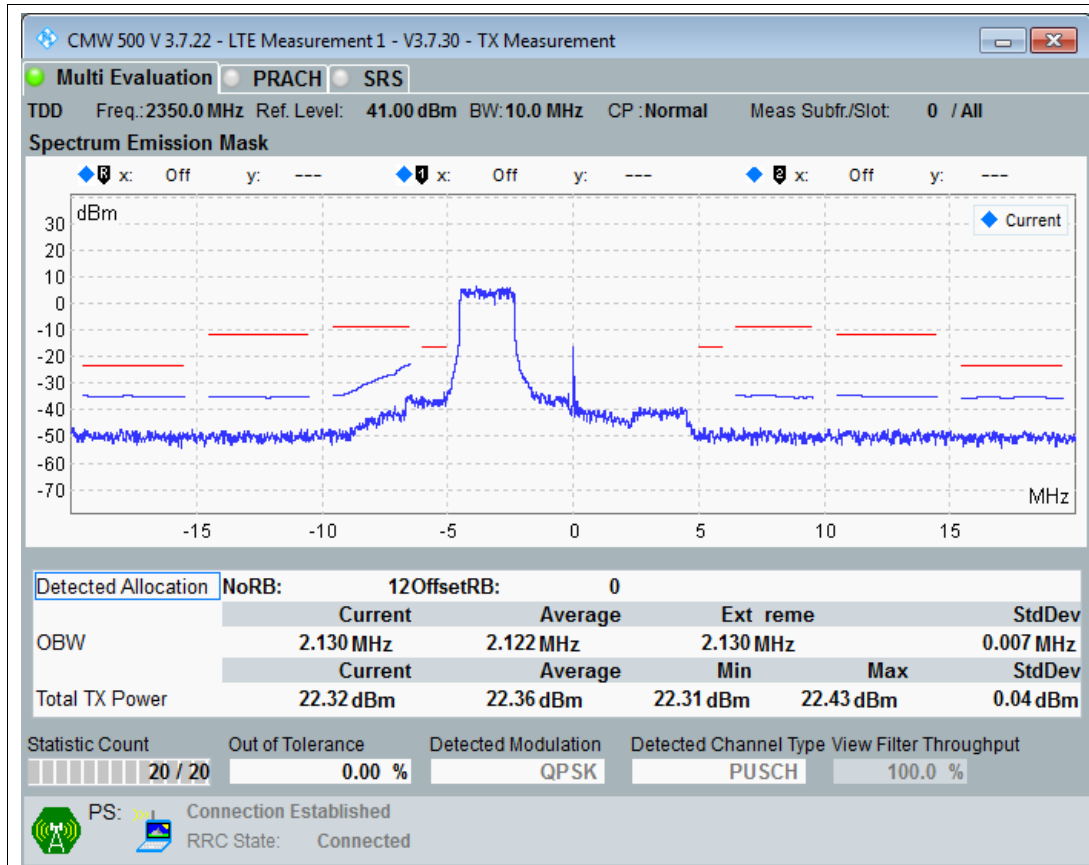 CMW 500 V 3.7.22 - LTE Measurement 1 - V3.7.30 - TX Measurement
Multi Evaluation PRACH SRS
TDD Freq.: 2350.0 MHz Ref. Level: 41.00 dBm BW: 10.0 MHz CP : Normal Meas Subfr./Slot: 0 / All
Spectrum Emission Mask
R x: Off y: --- 1 x: Off y: --- 2 x: Off y: ---
dBm
Current
30
20
10
0
-10
-20
-30
-40
-50
-60
-70
MHz
-15 -10 -5 0 5 10 15
Detected Allocation NoRB: 12 OffsetRB: 0
Current Average Ext reme StdDev
OBW 2.130 MHz 2.122 MHz 2.130 MHz 0.007 MHz
Current Average Min Max StdDev
Total TX Power 22.32 dBm 22.36 dBm 22.31 dBm 22.43 dBm 0.04 dBm
Statistic Count Out of Tolerance Detected Modulation Detected Channel Type View Filter Throughput
20 / 20 0.00 % QPSK PUSCH 100.0 %
PS: Connection Established
RRC State: Connected